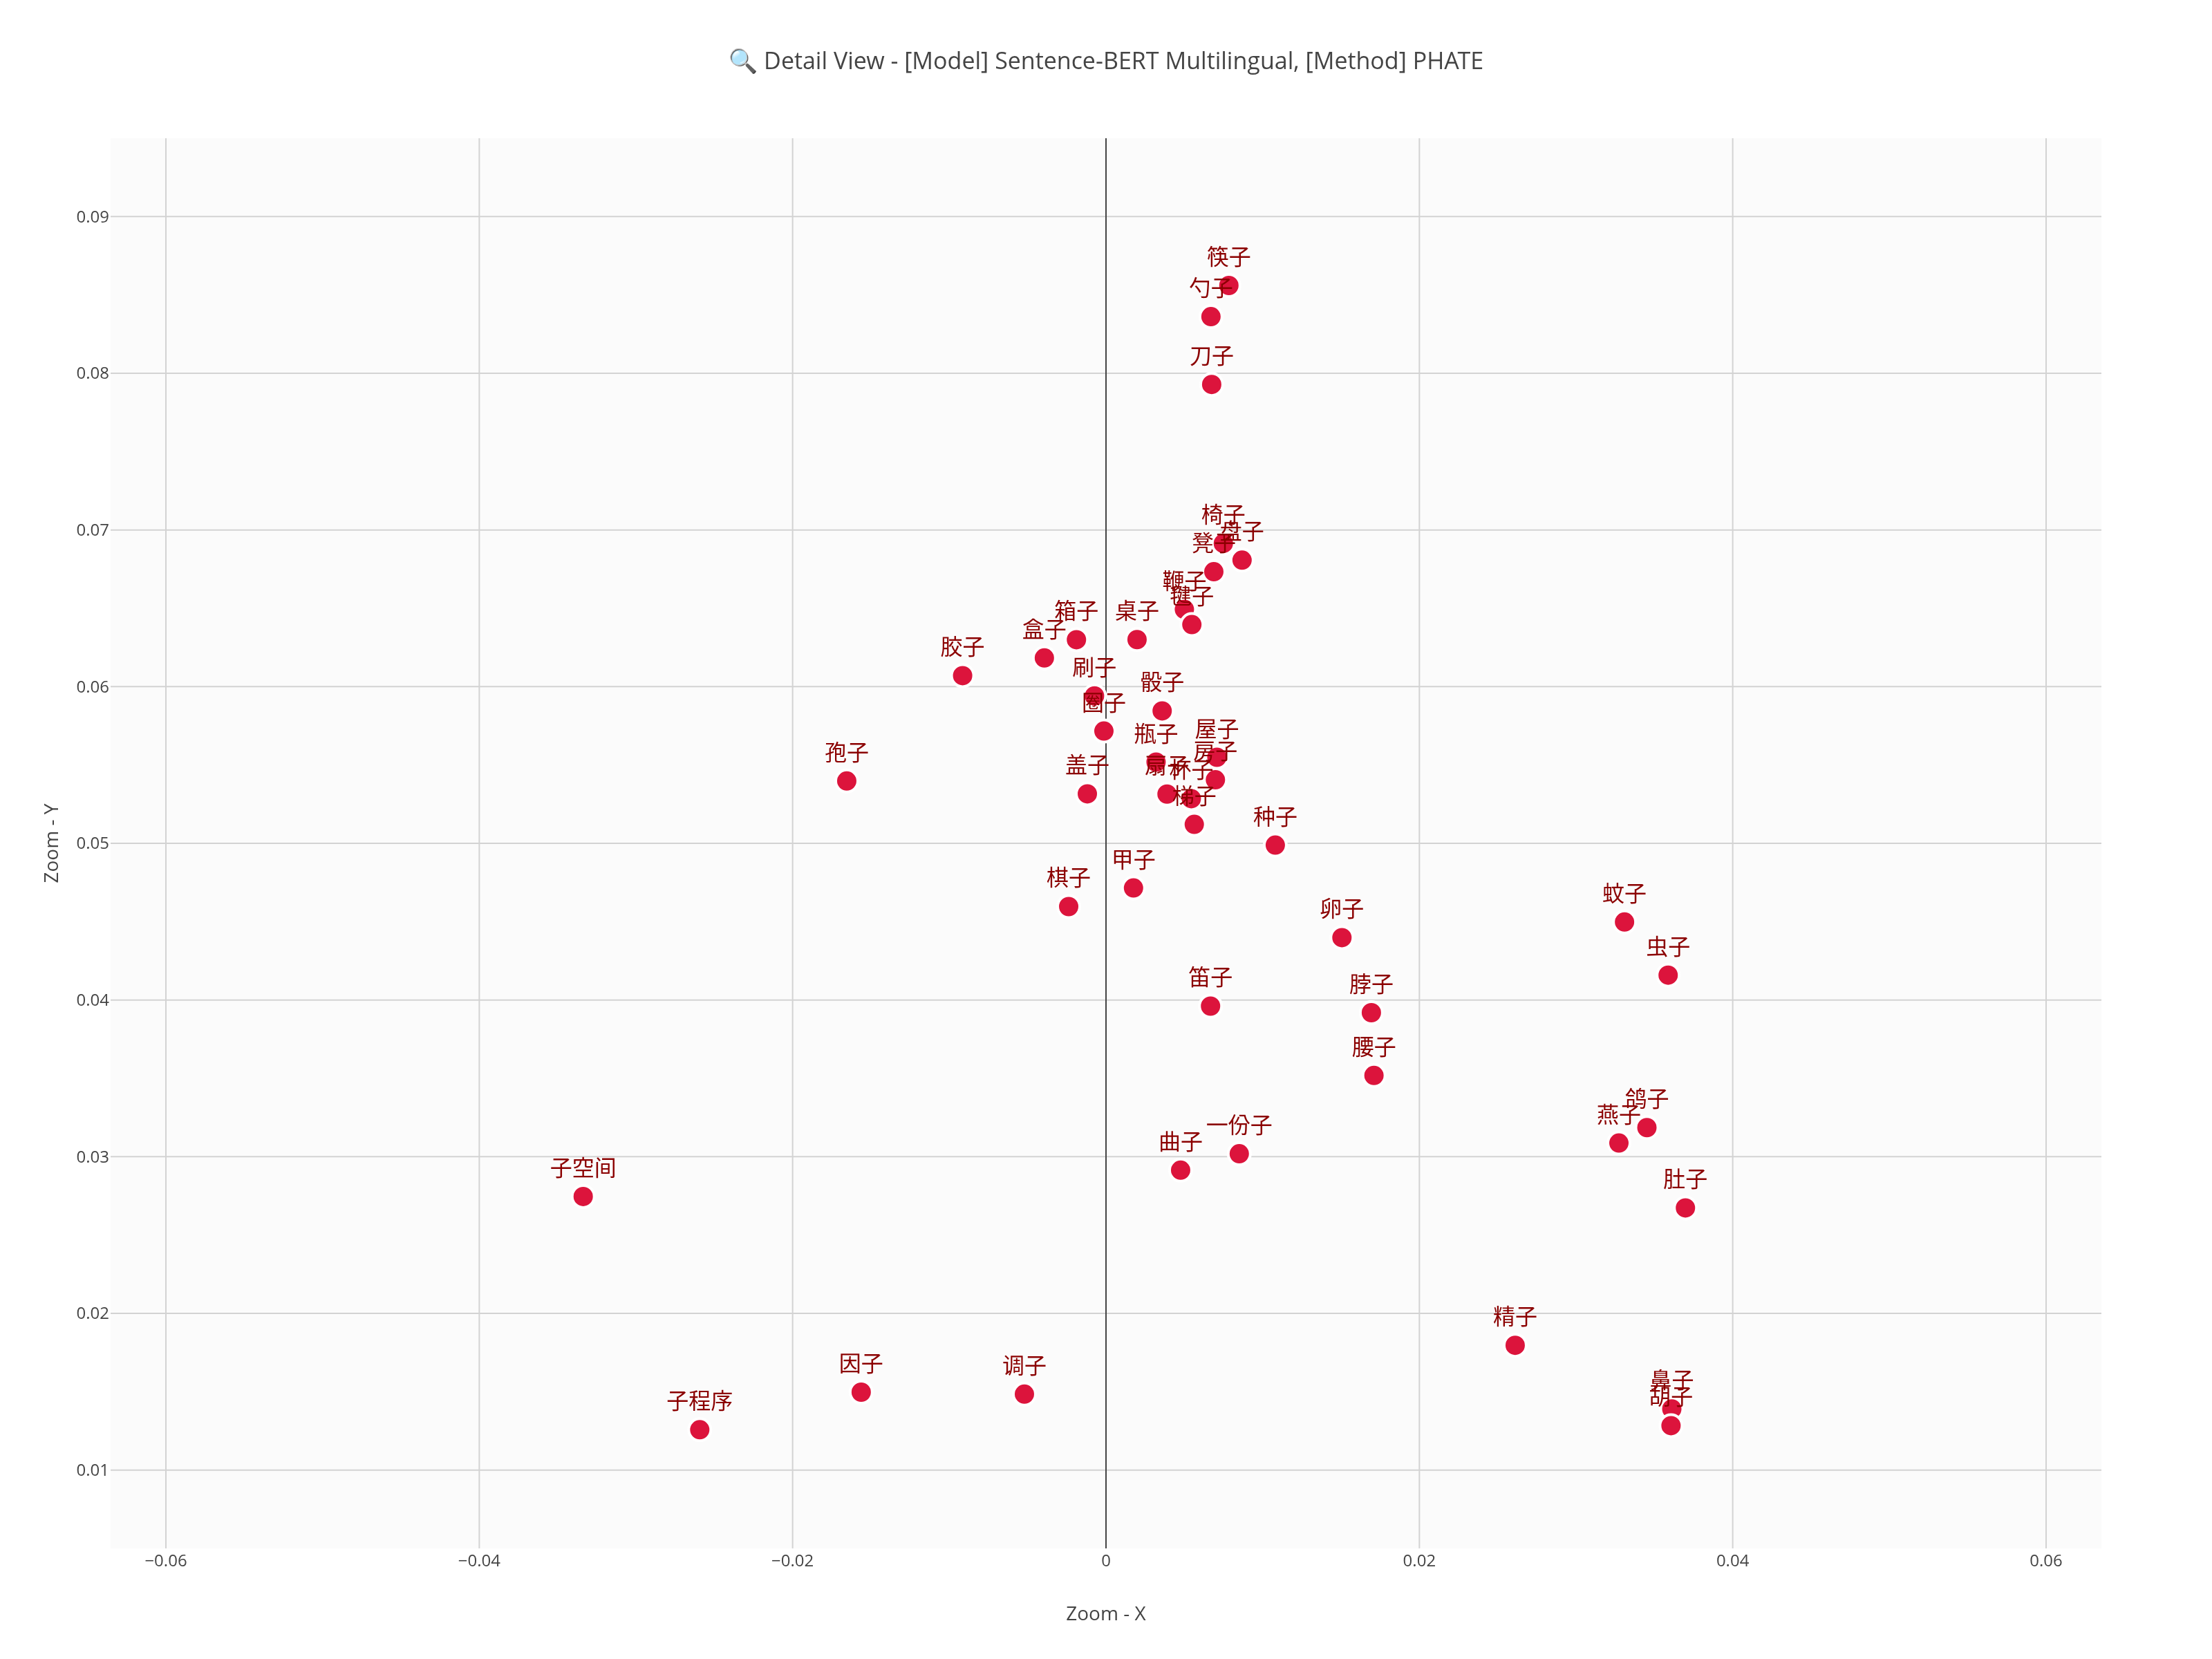 🔍 Detail View - [Model] Sentence-BERT Multilingual, [Method] PHATE
Zoom - Y
0.09
0.08
0.07
0.06
0.05
0.04
0.03
0.02
0.01
筷子
勺子
刀子
椅子
盘子
凳子
鞭子
毽子
箱子
桌子
盒子
胶子
刷子
骰子
圈子
屋子
瓶子
房子
孢子
盖子
扇子
杯子
梯子
种子
甲子
棋子
蚊子
卵子
虫子
笛子
脖子
腰子
鸽子
燕子
一份子
曲子
子空间
肚子
精子
因子
调子
鼻子
胡子
子程序
−0.06
−0.04
−0.02
0
0.02
0.04
0.06
Zoom - X